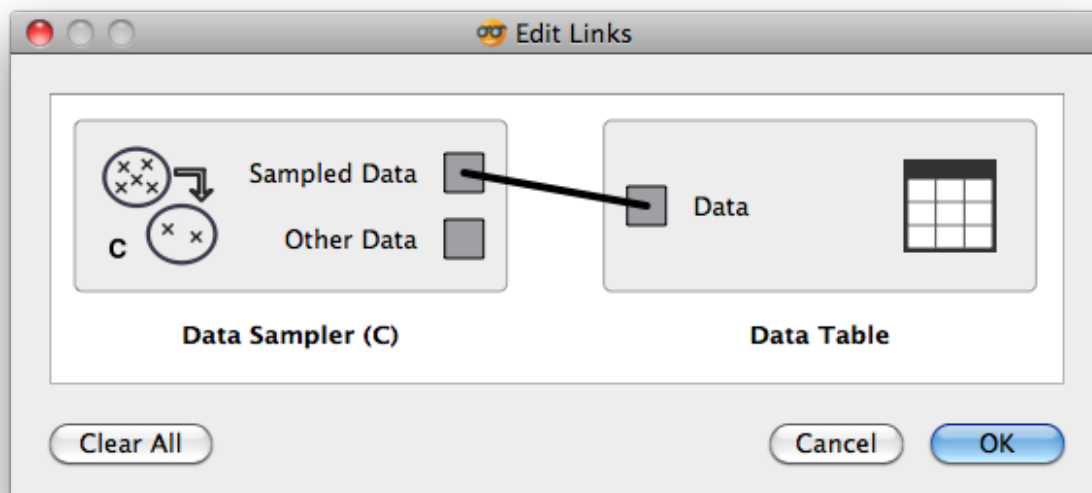 Edit Links
Sampled Data
Other Data
C
Data
Data Sampler (C)
Data Table
Clear All
Cancel
OK